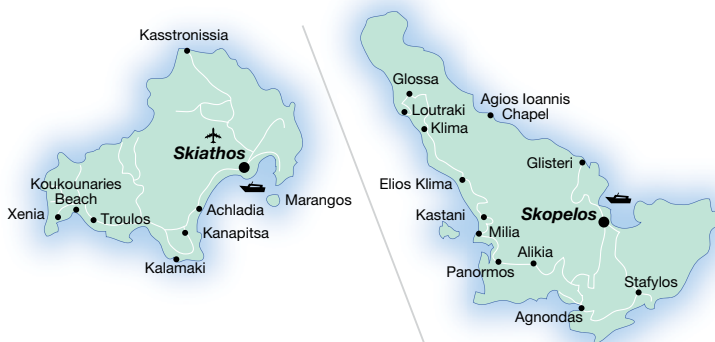 Kasstronissia
Skiathos
Koukounaries
Beach
Xenia
Troulos
Achladia
Marangos
Kanapitsa
Kalamaki
Glossa
Loutraki
Agios Ioannis
Chapel
Klima
Glisteri
Elios Klima
Kastani
Skopelos
Milia
Alikia
Panormos
Stafylos
Agnondas